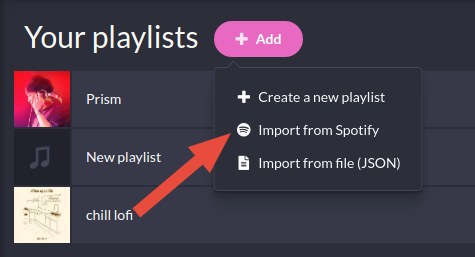 Your playlists
Add
Prism
Create a new playlist
Import from Spotify
New playlist
Import from file (JSON)
chill lofi